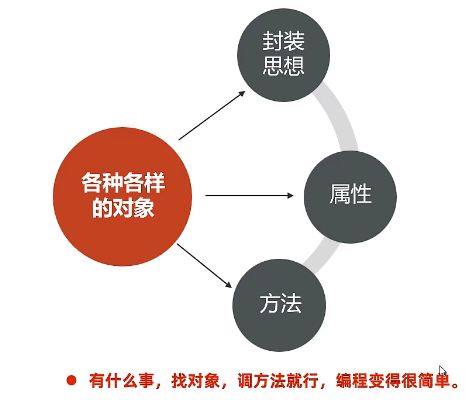 封装
思想
各种各样
的对象
属性
方法
有什么事，找对象，调方法就行，编程变得很简单。